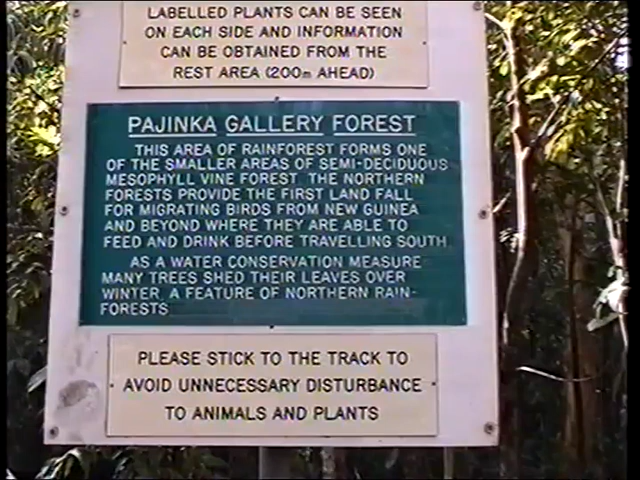 LABELLED PLANTS CAN BE SEEN
ON EACH SIDE AND INFORMATION
CAN BE OBTAINED FROM THE
REST AREA (200m AHEAD)
PAJINKA GALLERY FOREST
THIS AREA OF RAINFOREST FORMS ONE
OF THE SMALLER AREAS OF SEMI-DECIDUOUS
MESOPHYLL VINE FOREST. THE NORTHERN
FORESTS PROVIDE THE FIRST LAND FALL
FOR MIGRATING BIRDS FROM NEW GUINEA
AND BEYOND WHERE THEY ARE ABLE TO
FEED AND DRINK BEFORE TRAVELLING SOUTH.
AS A WATER CONSERVATION MEASURE
MANY TREES SHED THEIR LEAVES OVER
WINTER, A FEATURE OF NORTHERN RAIN-
FORESTS
PLEASE STICK TO THE TRACK TO
AVOID UNNECESSARY DISTURBANCE
TO ANIMALS AND PLANTS